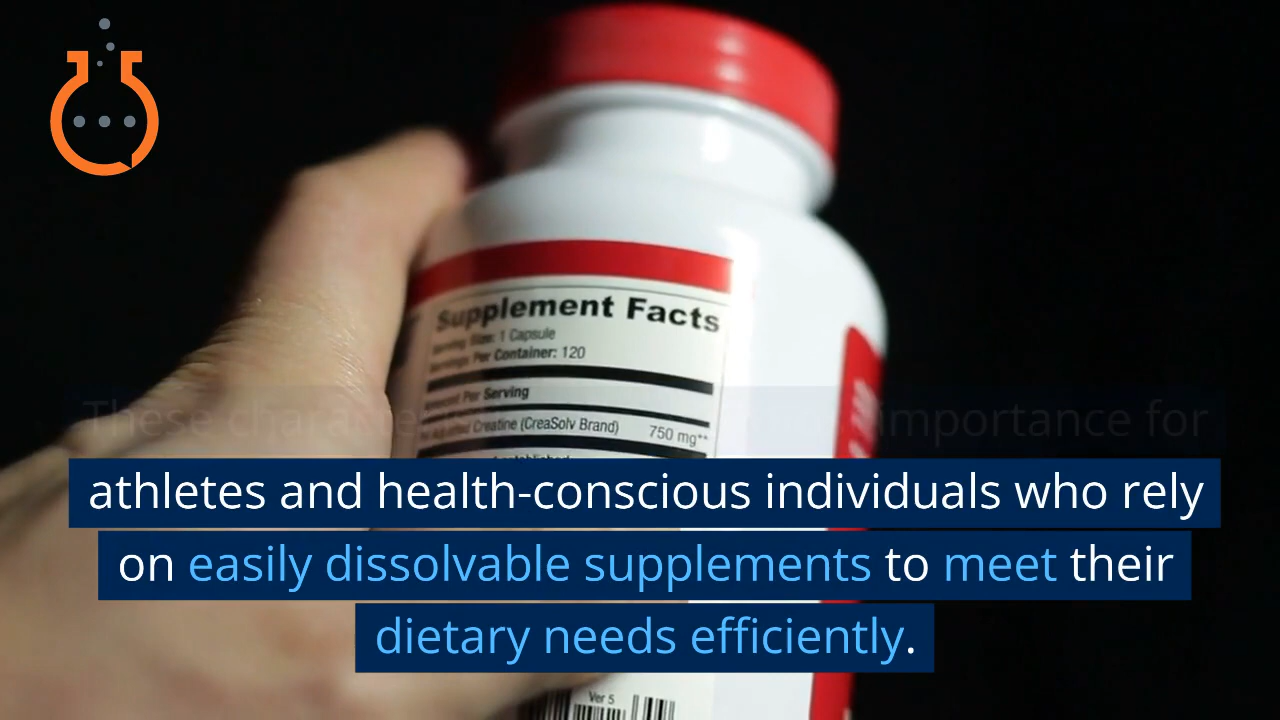 Supplement Facts
Serving Size: 1 Capsule
Servings Per Container: 120
Amount Per Serving
Creatine (CreaSolv Brand) 750 mg**
These importance for
athletes and health-conscious individuals who rely
on easily dissolvable supplements to meet their
dietary needs efficiently.
Ver 5